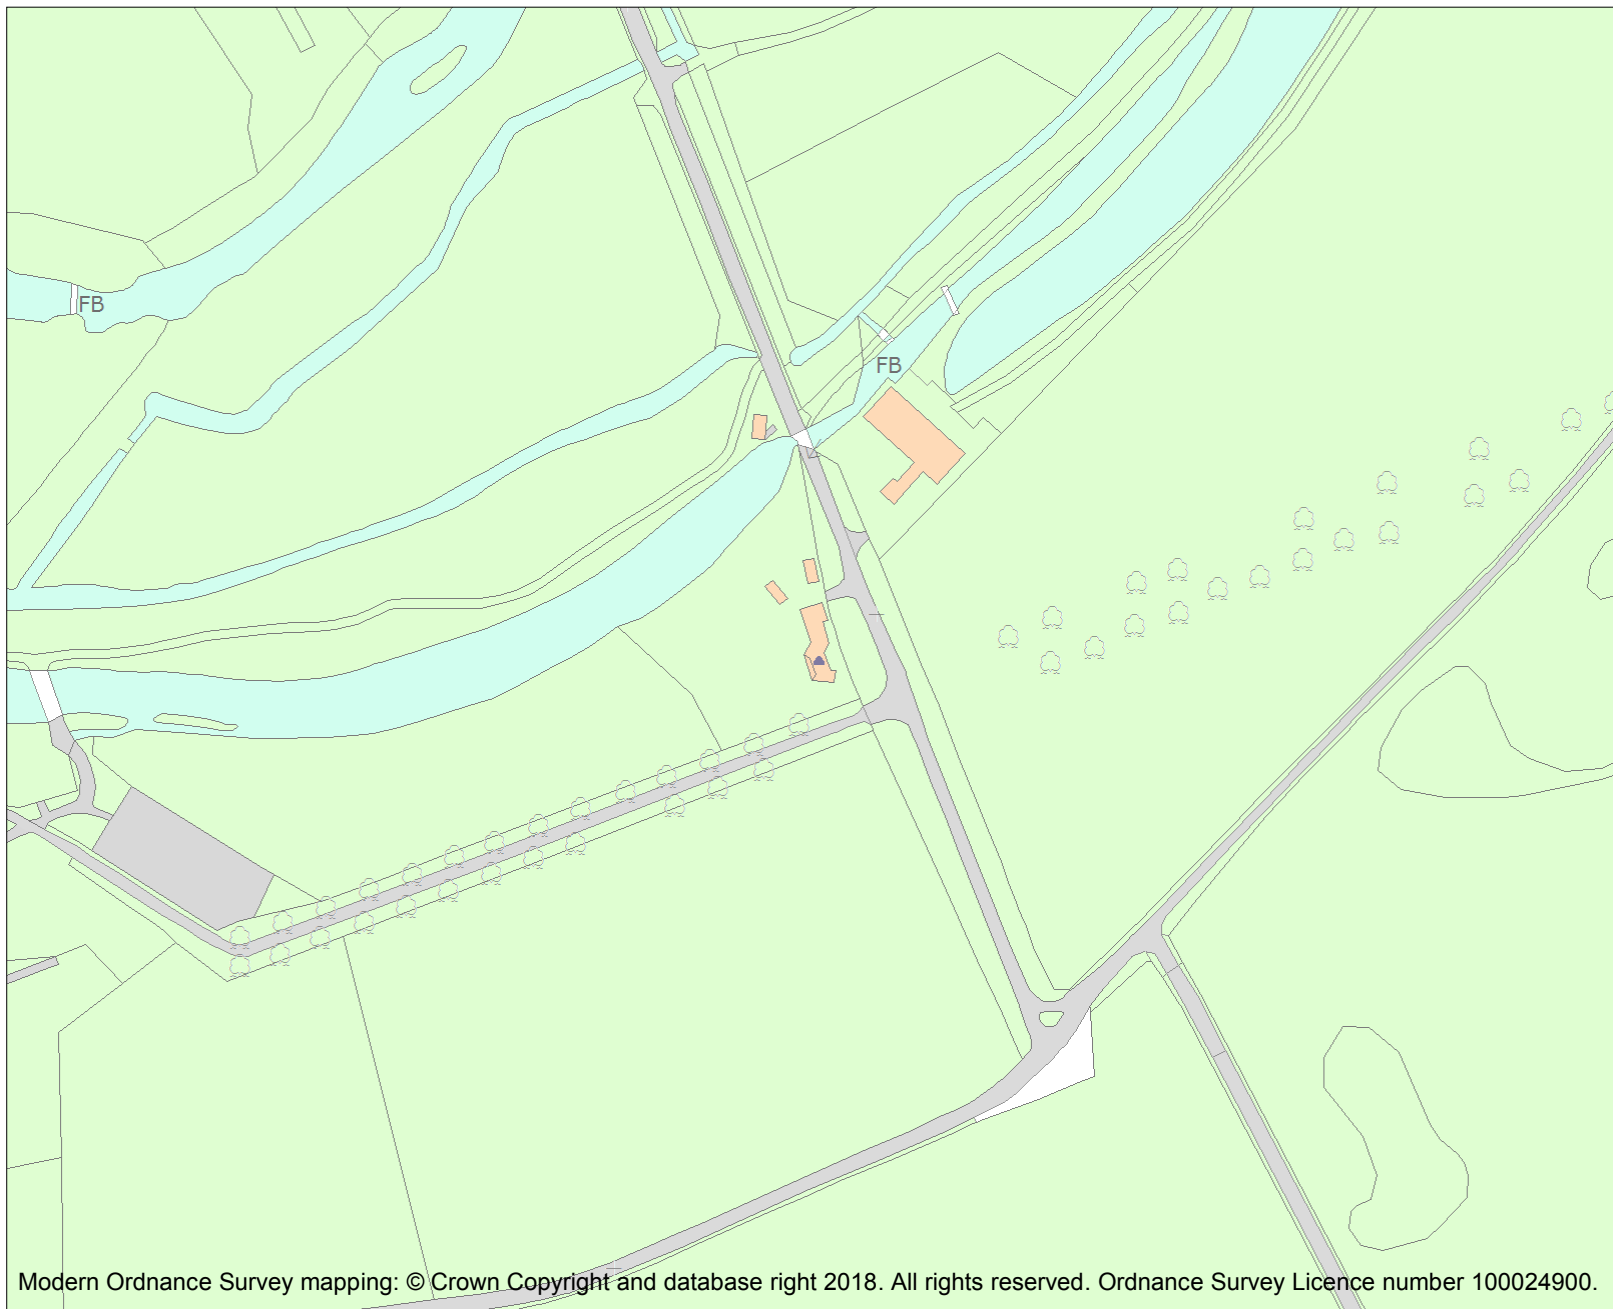 FB
FB
Modern Ordnance Survey mapping: © Crown Copyright and database right 2018. All rights reserved. Ordnance Survey Licence number 100024900.